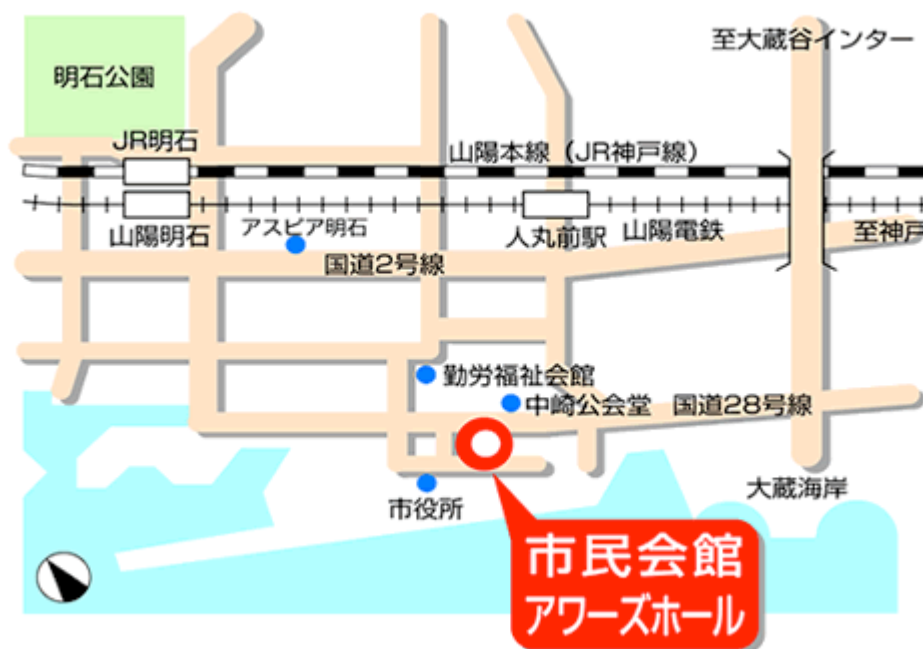 至大蔵谷インター
明石公園
JR明石
山陽本線（JR神戸線）
山陽明石
アスピア明石
人丸前駅
山陽電鉄
至神戸
国道2号線
勤労福祉会館
中崎公会堂
国道28号線
市役所
大蔵海岸
市民会館
アワーズホール